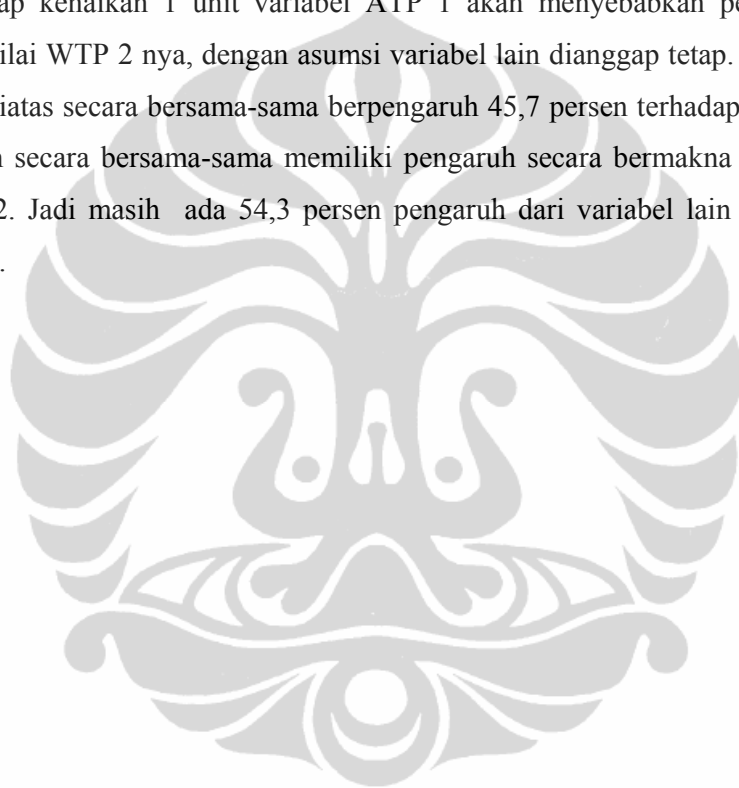 ap kenaikan 1 unit variabel ATP 1 akan menyebabkan pe
ilai WTP 2 nya, dengan asumsi variabel lain dianggap tetap.
iatas secara bersama-sama berpengaruh 45,7 persen terhadap
n secara bersama-sama memiliki pengaruh secara bermakna
2. Jadi masih ada 54,3 persen pengaruh dari variabel lain
.